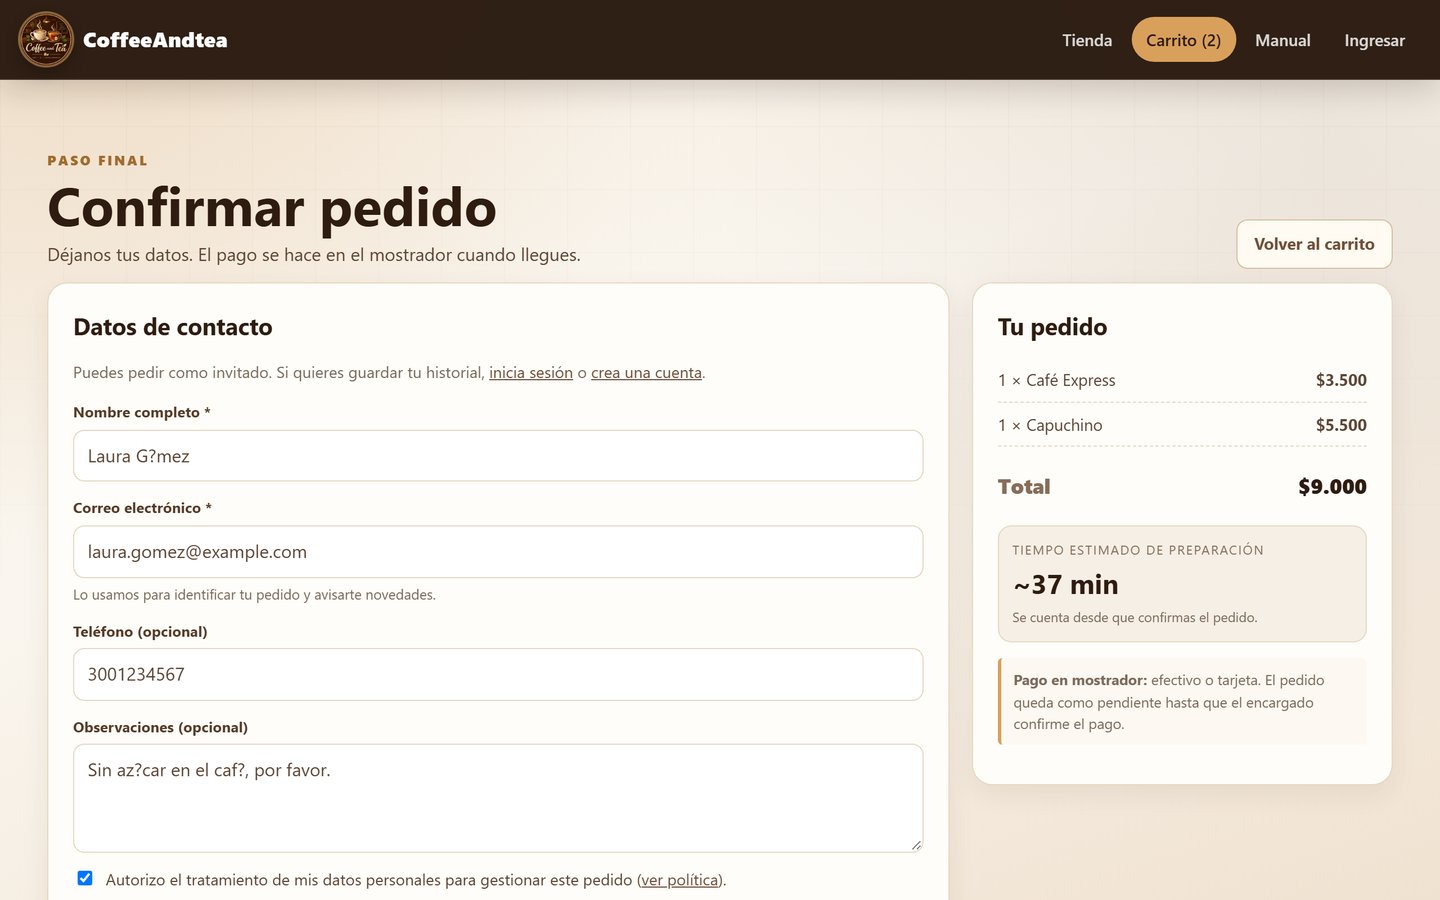 Coffee and Tea
CoffeeAndtea
Tienda
Carrito (2)
Manual
Ingresar
PASO FINAL
Confirmar pedido
Déjanos tus datos. El pago se hace en el mostrador cuando llegues.
Volver al carrito
Datos de contacto
Puedes pedir como invitado. Si quieres guardar tu historial, inicia sesión o crea una cuenta.
Nombre completo *
Laura G?mez
Correo electrónico *
laura.gomez@example.com
Lo usamos para identificar tu pedido y avisarte novedades.
Teléfono (opcional)
3001234567
Observaciones (opcional)
Sin az?car en el caf?, por favor.
Autorizo el tratamiento de mis datos personales para gestionar este pedido (ver política).
Tu pedido
1 × Café Express $3.500
1 × Capuchino $5.500
Total $9.000
TIEMPO ESTIMADO DE PREPARACIÓN
~37 min
Se cuenta desde que confirmas el pedido.
Pago en mostrador: efectivo o tarjeta. El pedido
queda como pendiente hasta que el encargado
confirme el pago.